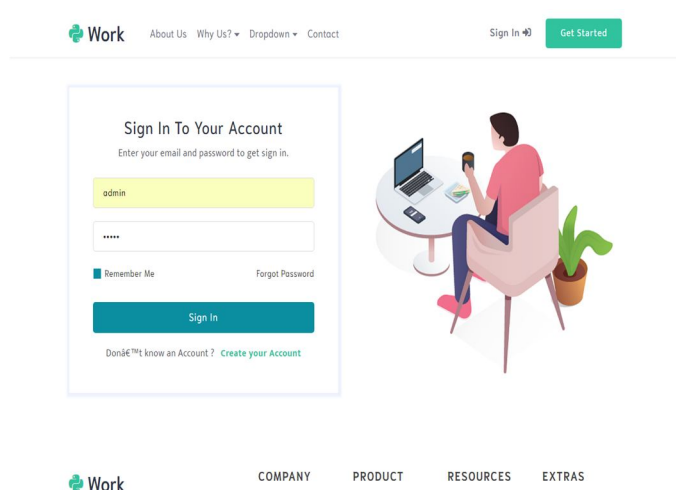 Work
About Us Why Us? Dropdown Contact
Sign In
Get Started
Sign In To Your Account
Enter your email and password to get sign in.
admin
•••••
Remember Me
Forgot Password
Sign In
Donâ€™t know an Account ? Create your Account
Work
COMPANY PRODUCT RESOURCES EXTRAS